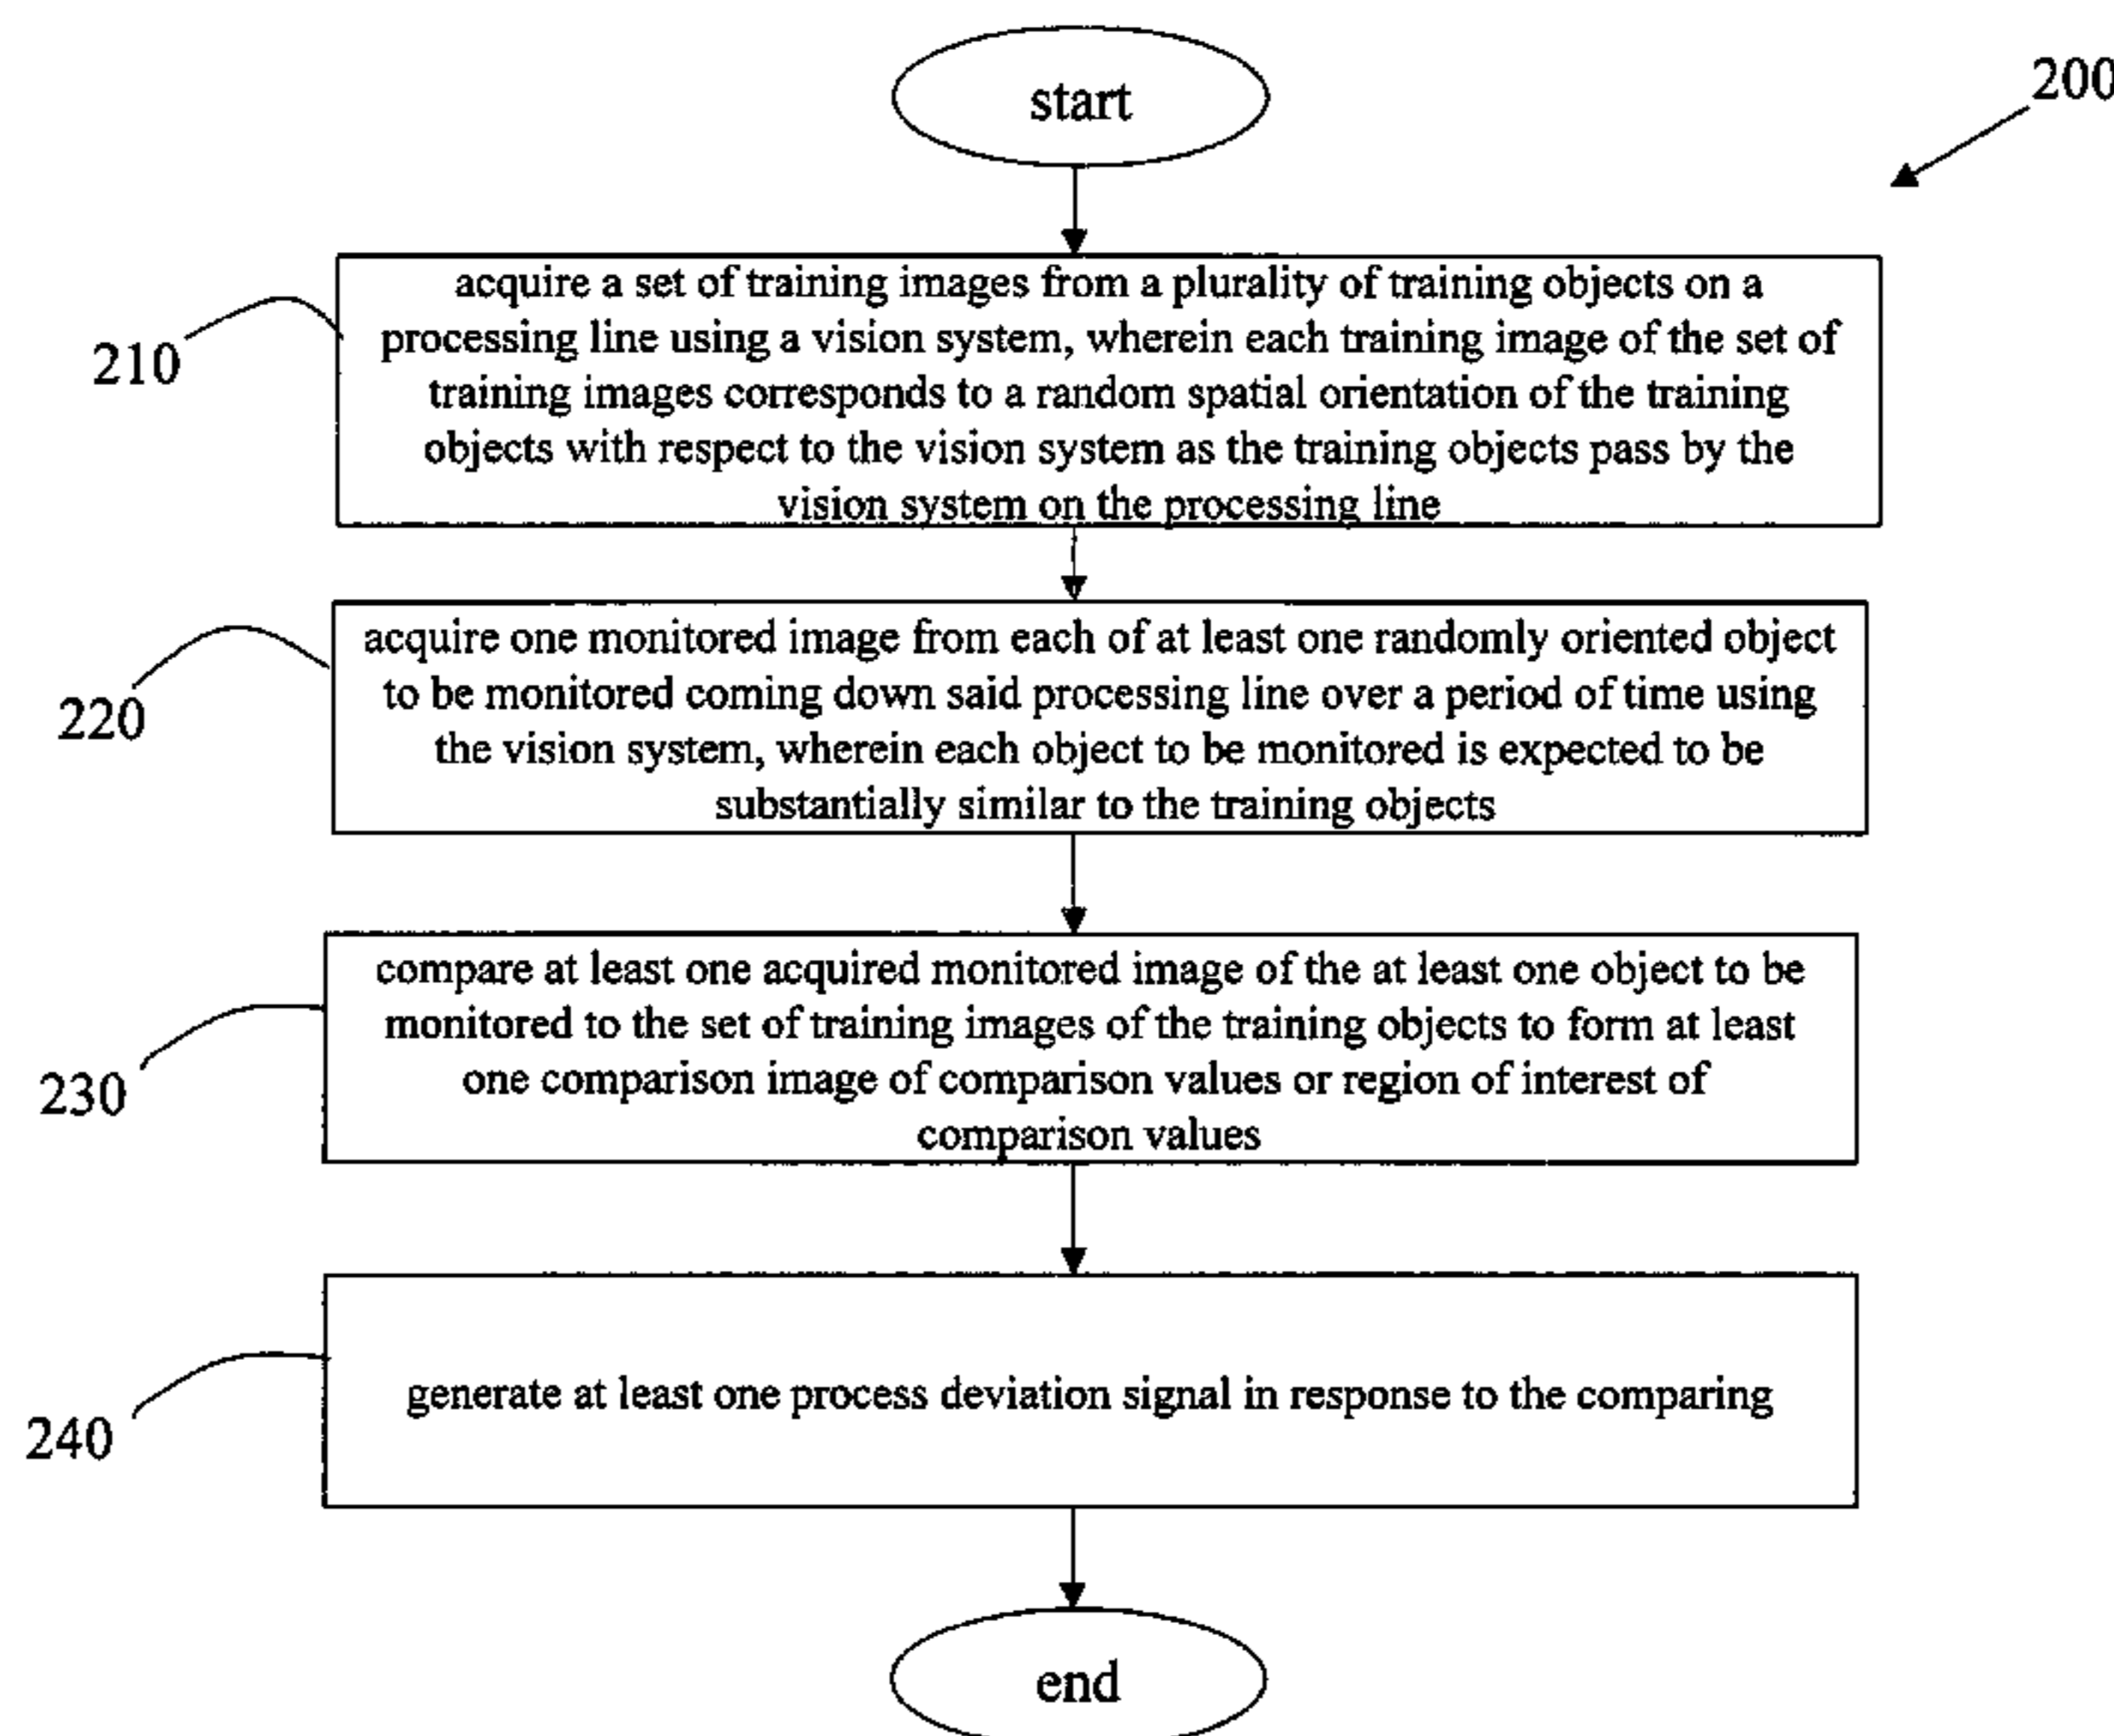 start
200
acquire a set of training images from a plurality of training objects on a
processing line using a vision system, wherein each training image of the set of
training images corresponds to a random spatial orientation of the training
objects with respect to the vision system as the training objects pass by the
vision system on the processing line
210
acquire one monitored image from each of at least one randomly oriented object
to be monitored coming down said processing line over a period of time using
the vision system, wherein each object to be monitored is expected to be
substantially similar to the training objects
220
compare at least one acquired monitored image of the at least one object to be
monitored to the set of training images of the training objects to form at least
one comparison image of comparison values or region of interest of
comparison values
230
generate at least one process deviation signal in response to the comparing
240
end